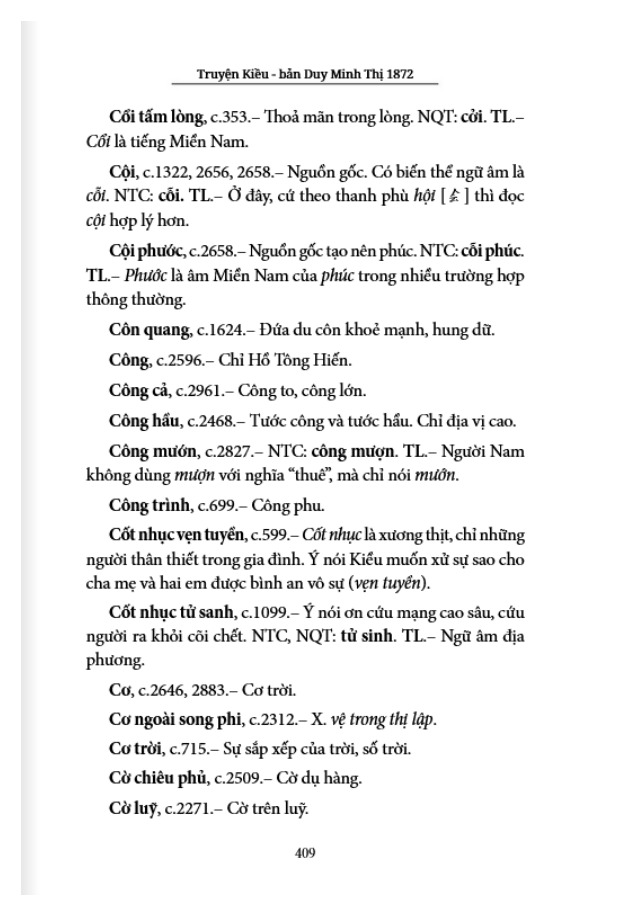 Truyện Kiều - bản Duy Minh Thị 1872
Cổi tấm lòng, c.353.– Thoả mãn trong lòng. NQT: cởi. TL.–
Cổi là tiếng Miền Nam.
Cội, c.1322, 2656, 2658.– Nguồn gốc. Có biến thể ngữ âm là
cỗi. NTC: cỗi. TL.– Ở đây, cứ theo thanh phù hội [ ] thì đọc
cội hợp lý hơn.
Cội phước, c.2658.– Nguồn gốc tạo nên phúc. NTC: cỗi phúc.
TL.– Phước là âm Miền Nam của phúc trong nhiều trường hợp
thông thường.
Côn quang, c.1624.– Đứa du côn khoẻ mạnh, hung dữ.
Công, c.2596.– Chỉ Hồ Tông Hiến.
Công cả, c.2961.– Công to, công lớn.
Công hầu, c.2468.– Tước công và tước hầu. Chỉ địa vị cao.
Công mướn, c.2827.– NTC: công mượn. TL.– Người Nam
không dùng mượn với nghĩa “thuê”, mà chỉ nói mướn.
Công trình, c.699.– Công phu.
Cốt nhục vẹn tuyền, c.599.– Cốt nhục là xương thịt, chỉ những
người thân thiết trong gia đình. Ý nói Kiều muốn xử sự sao cho
cha mẹ và hai em được bình an vô sự (vẹn tuyền).
Cốt nhục tử sanh, c.1099.– Ý nói ơn cứu mạng cao sâu, cứu
người ra khỏi cõi chết. NTC, NQT: tử sinh. TL.– Ngữ âm địa
phương.
Cơ, c.2646, 2883.– Cơ trời.
Cơ ngoài song phi, c.2312.– X. vệ trong thị lập.
Cơ trời, c.715.– Sự sắp xếp của trời, số trời.
Cờ chiêu phủ, c.2509.– Cờ dụ hàng.
Cờ luỹ, c.2271.– Cờ trên luỹ.
409